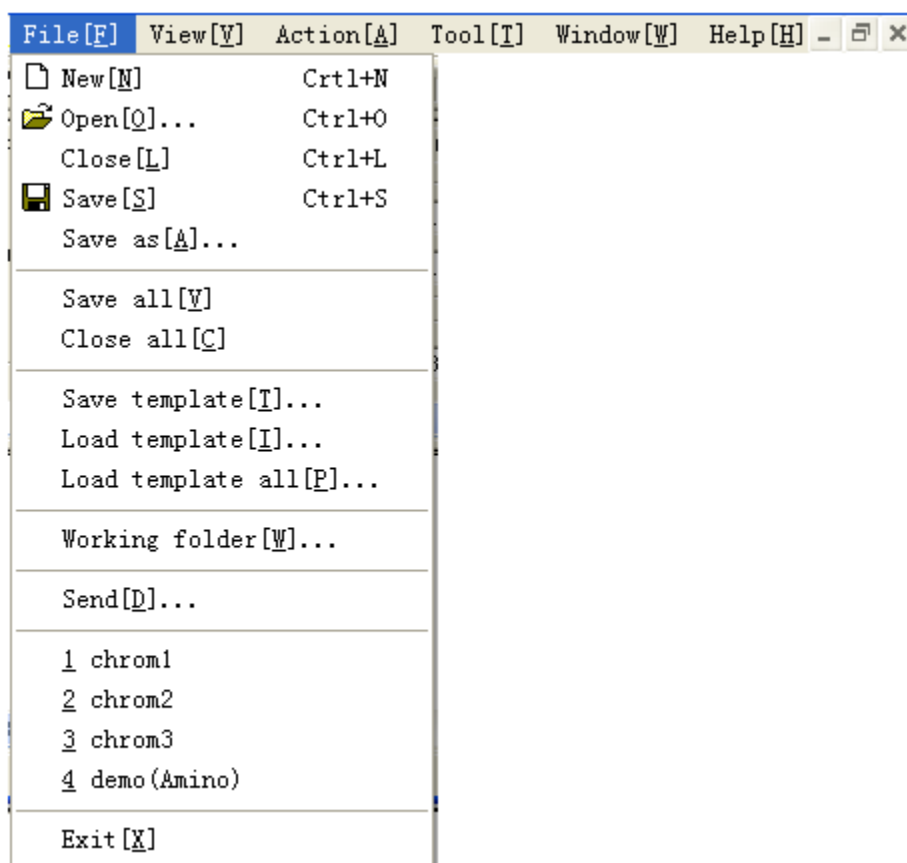 File[F] View[V] Action[A] Tool[T] Window[W] Help[H]
New[N] Crtl+N
Open[O]... Ctrl+O
Close[L] Ctrl+L
Save[S] Ctrl+S
Save as[A]...
Save all[V]
Close all[C]
Save template[T]...
Load template[I]...
Load template all[P]...
Working folder[W]...
Send[D]...
1 chrom1
2 chrom2
3 chrom3
4 demo(Amino)
Exit[X]